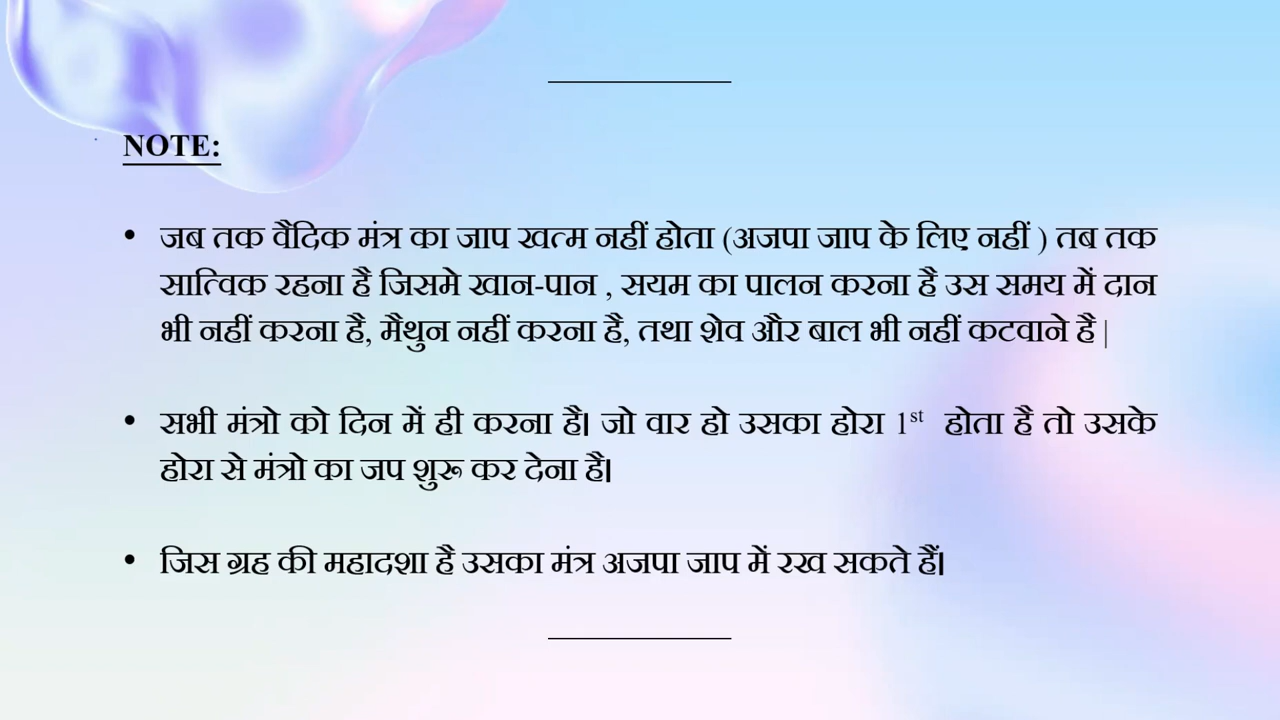 NOTE:
• जब तक वैदिक मंत्र का जाप खत्म नहीं होता (अजपा जाप के लिए नहीं ) तब तक
सात्विक रहना है जिसमे खान-पान , सयम का पालन करना है उस समय में दान
भी नहीं करना है, मैथुन नहीं करना है, तथा शेव और बाल भी नहीं कटवाने है |
• सभी मंत्रो को दिन में ही करना है। जो वार हो उसका होरा 1st होता है तो उसके
होरा से मंत्रो का जप शुरू कर देना है।
• जिस ग्रह की महादशा है उसका मंत्र अजपा जाप में रख सकते हैं।